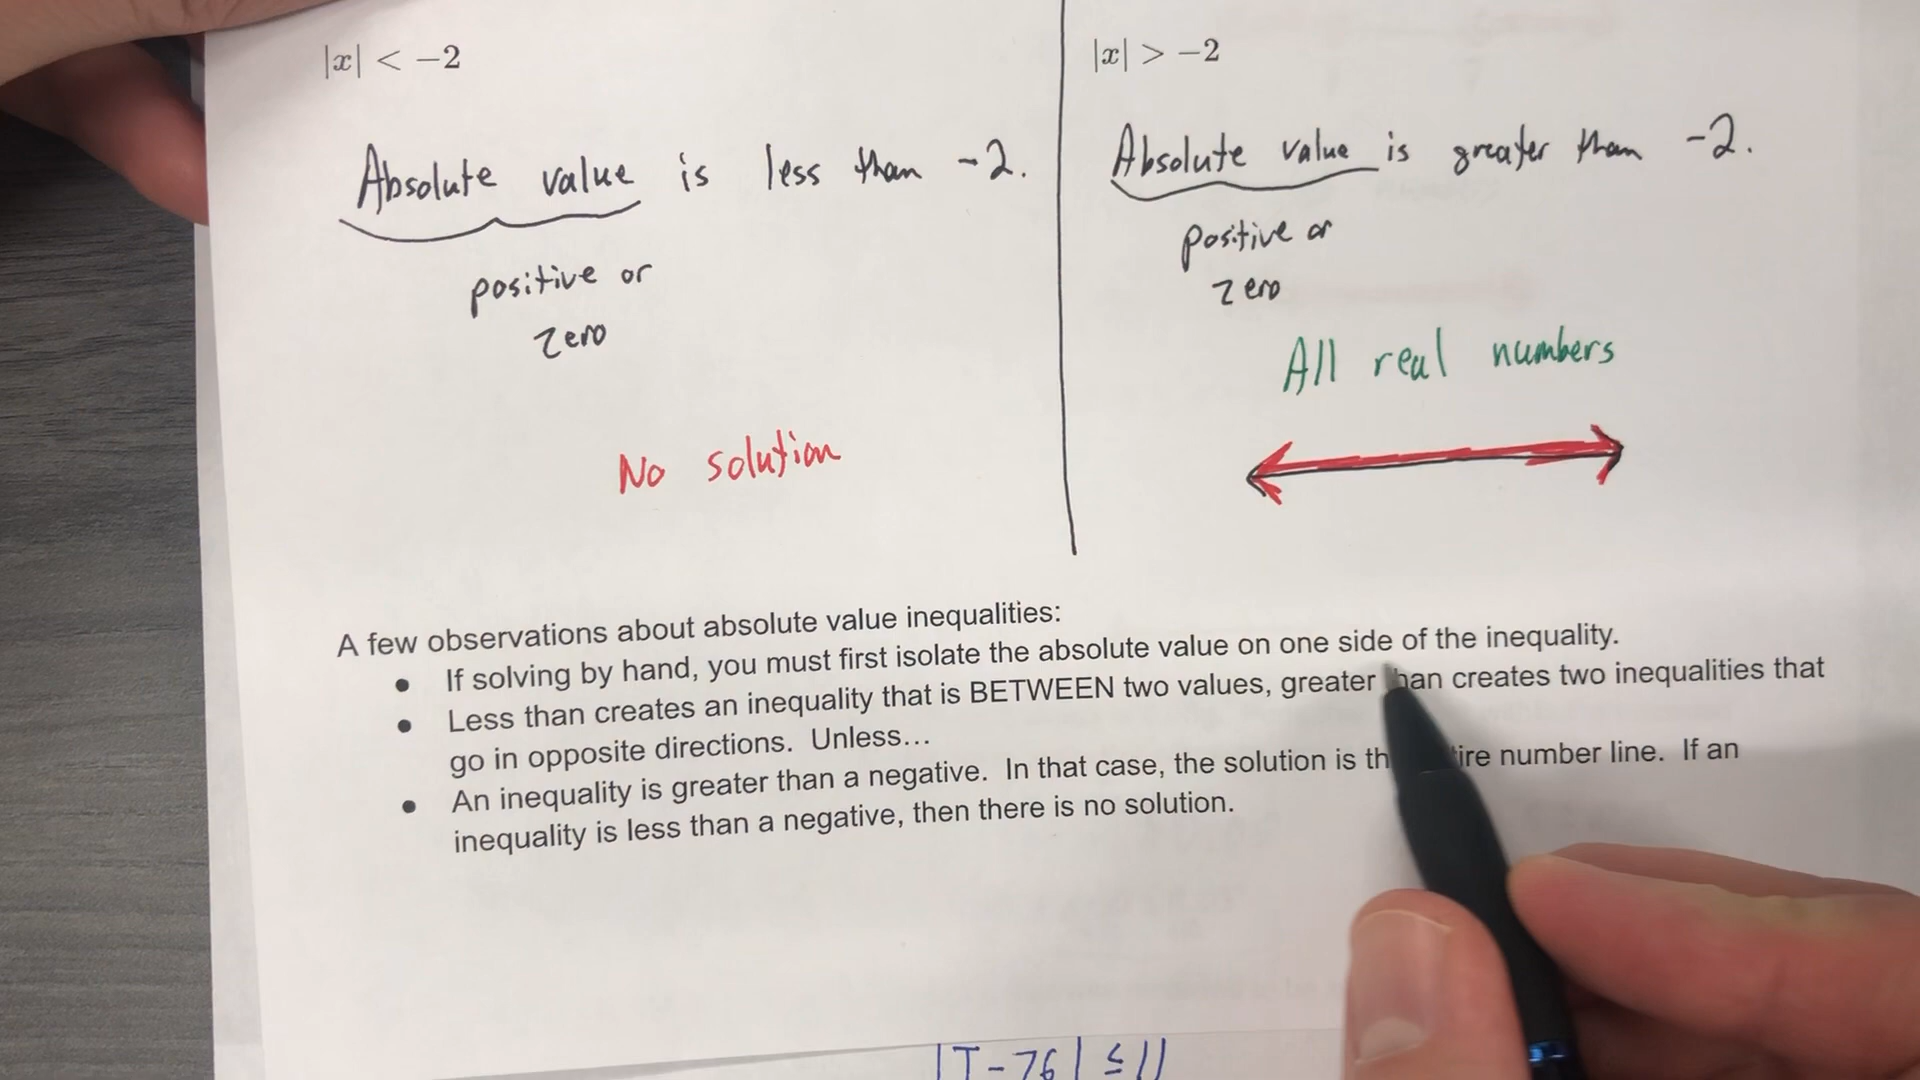 |x| < −2
Absolute value is less than -2.
positive or
zero
No solution
|x| > −2
Absolute value is greater than -2.
positive or
zero
All real numbers
A few observations about absolute value inequalities:
● If solving by hand, you must first isolate the absolute value on one side of the inequality.
● Less than creates an inequality that is BETWEEN two values, greater creates two inequalities that
go in opposite directions. Unless…
● An inequality is greater than a negative. In that case, the solution is number line. If an
inequality is less than a negative, then there is no solution.
|T-76| ≤ 11